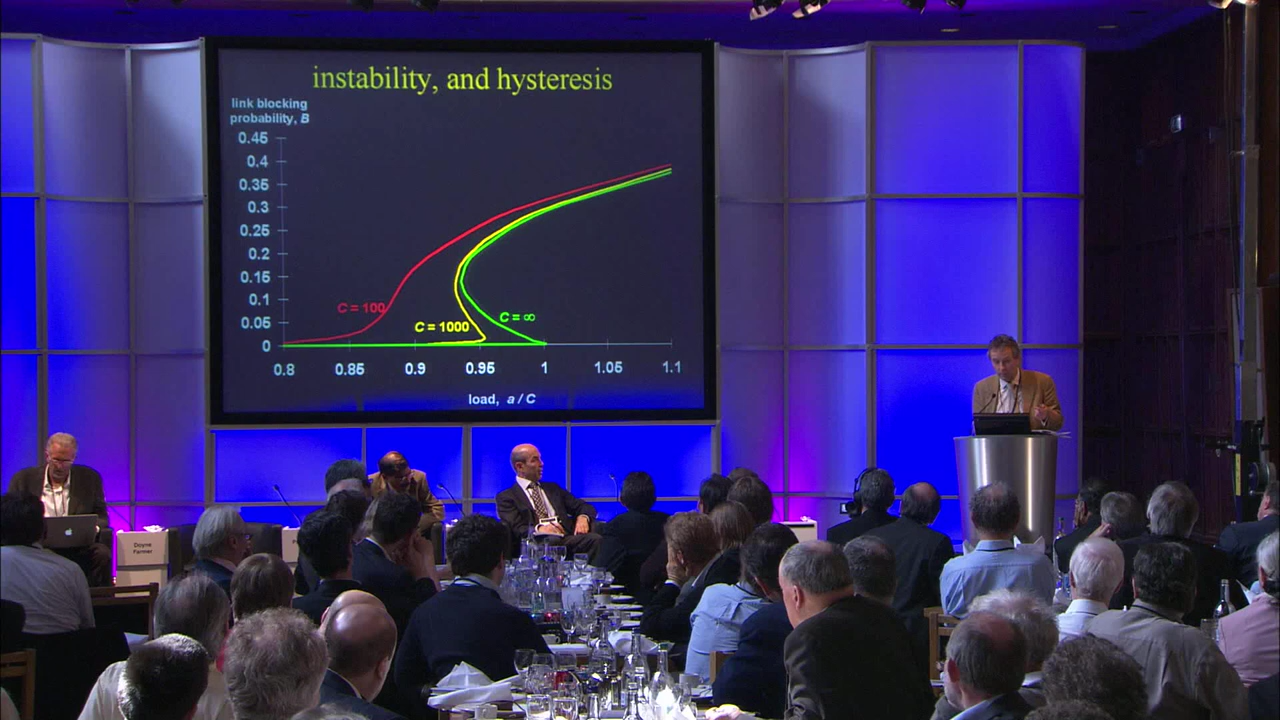 instability, and hysteresis
link blocking
probability, B
0.45
0.4
0.35
0.3
0.25
0.2
0.15
0.1
0.05
0
C = 100
C = 1000
C = ∞
0.8 0.85 0.9 0.95 1 1.05 1.1
load, a / C
Doyne
Farmer